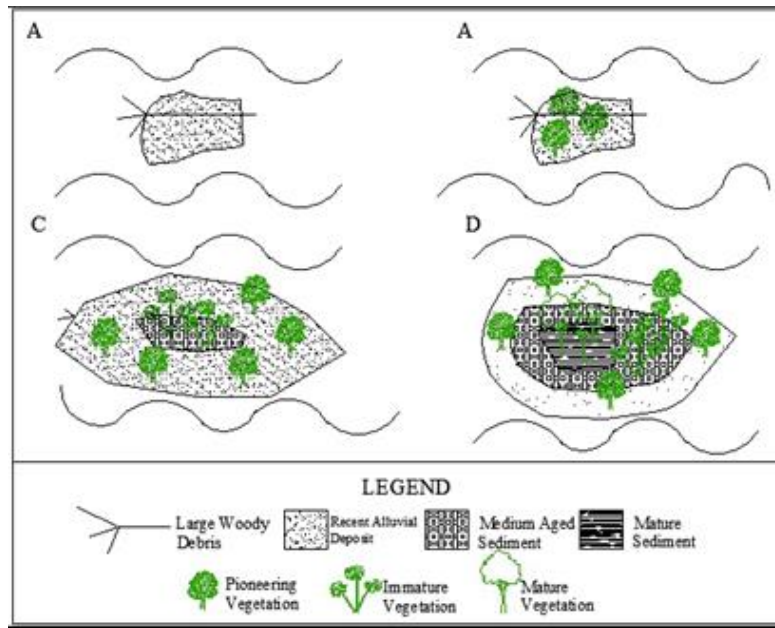 A
A
C
D
LEGEND
Large Woody
Debris
Recent Alluvial
Deposit
Medium Aged
Sediment
Mature
Sediment
Pioneering
Vegetation
Immature
Vegetation
Mature
Vegetation